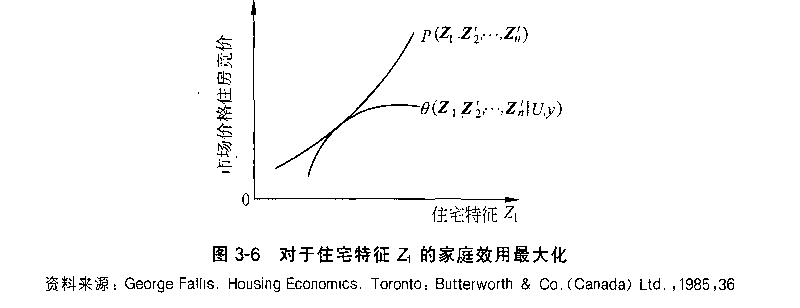 市场价格住房竞价
P(Z₁,Z₂′,…,Zₙ′)
θ(Z₁,Z₂′,…,Zₙ′|U,y)
0
住宅特征 Z₁
图 3-6 对于住宅特征 Z₁ 的家庭效用最大化
资料来源：George Fallis. Housing Economics. Toronto：Butterworth & Co.(Canada) Ltd.,1985,36